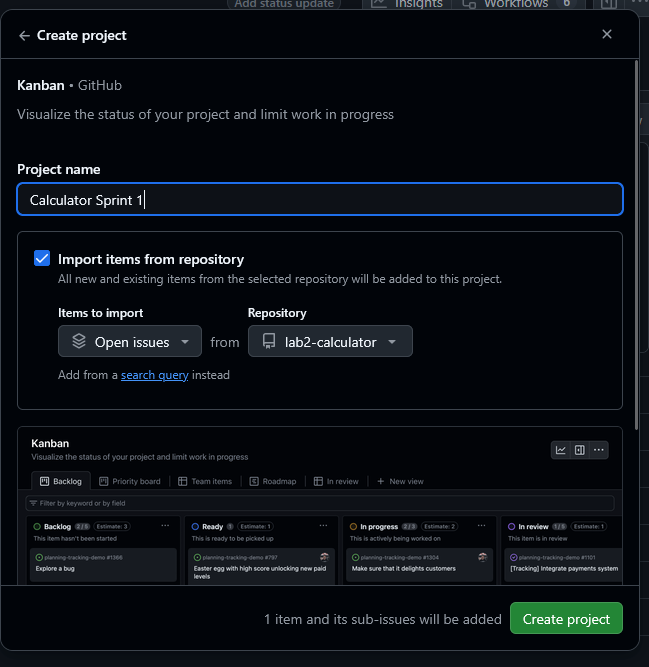 Add status update
Insights
Workflows
6
Create project
Kanban • GitHub
Visualize the status of your project and limit work in progress
Project name
Calculator Sprint 1
Import items from repository
All new and existing items from the selected repository will be added to this project.
Items to import
Repository
Open issues
from
lab2-calculator
Add from a search query instead
Kanban
Visualize the status of your project and limit work in progress
Backlog
Priority board
Team items
Roadmap
In review
+ New view
Filter by keyword or by field
Backlog
Estimate: 3
This item hasn't been started
planning-tracking-demo #1366
Explore a bug
Ready
1
Estimate: 1
This is ready to be picked up
planning-tracking-demo #797
Easter egg with high score unlocking new paid
levels
In progress
Estimate: 2
This is actively being worked on
planning-tracking-demo #1304
Make sure that it delights customers
In review
Estimate: 1
This item is in review
planning-tracking-demo #1101
[Tracking] Integrate payments system
1 item and its sub-issues will be added
Create project